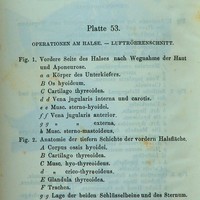 Platte 53.
OPERATIONEN AM HALSE. — LUFTRÖHRENSCHNITT.
Fig. 1. Vordere Seite des Halses nach Wegnahme der Haut
und Aponeurose.
a a Körper des Unterkiefers.
B Os hyoideum.
C Cartilago thyreoidea.
d d Vena jugularis interna und carotis.
e e Musc. sterno-hyoidei.
f f Vena jugularis anterior.
g g „ „ externa.
h Musc. sterno-mastoideus.
Fig. 2. Anatomie der tiefern Schichte der vordern Halsfläche.
A Corpus ossis hyoidei.
B Cartilago thyreoidea.
C Musc. hyo-thyreoideus.
d „ crico-thyraoideus.
E Glandula thyreoidea.
F Trachea.
g g Lage der beiden Schlüsselbeine und des Sternum.